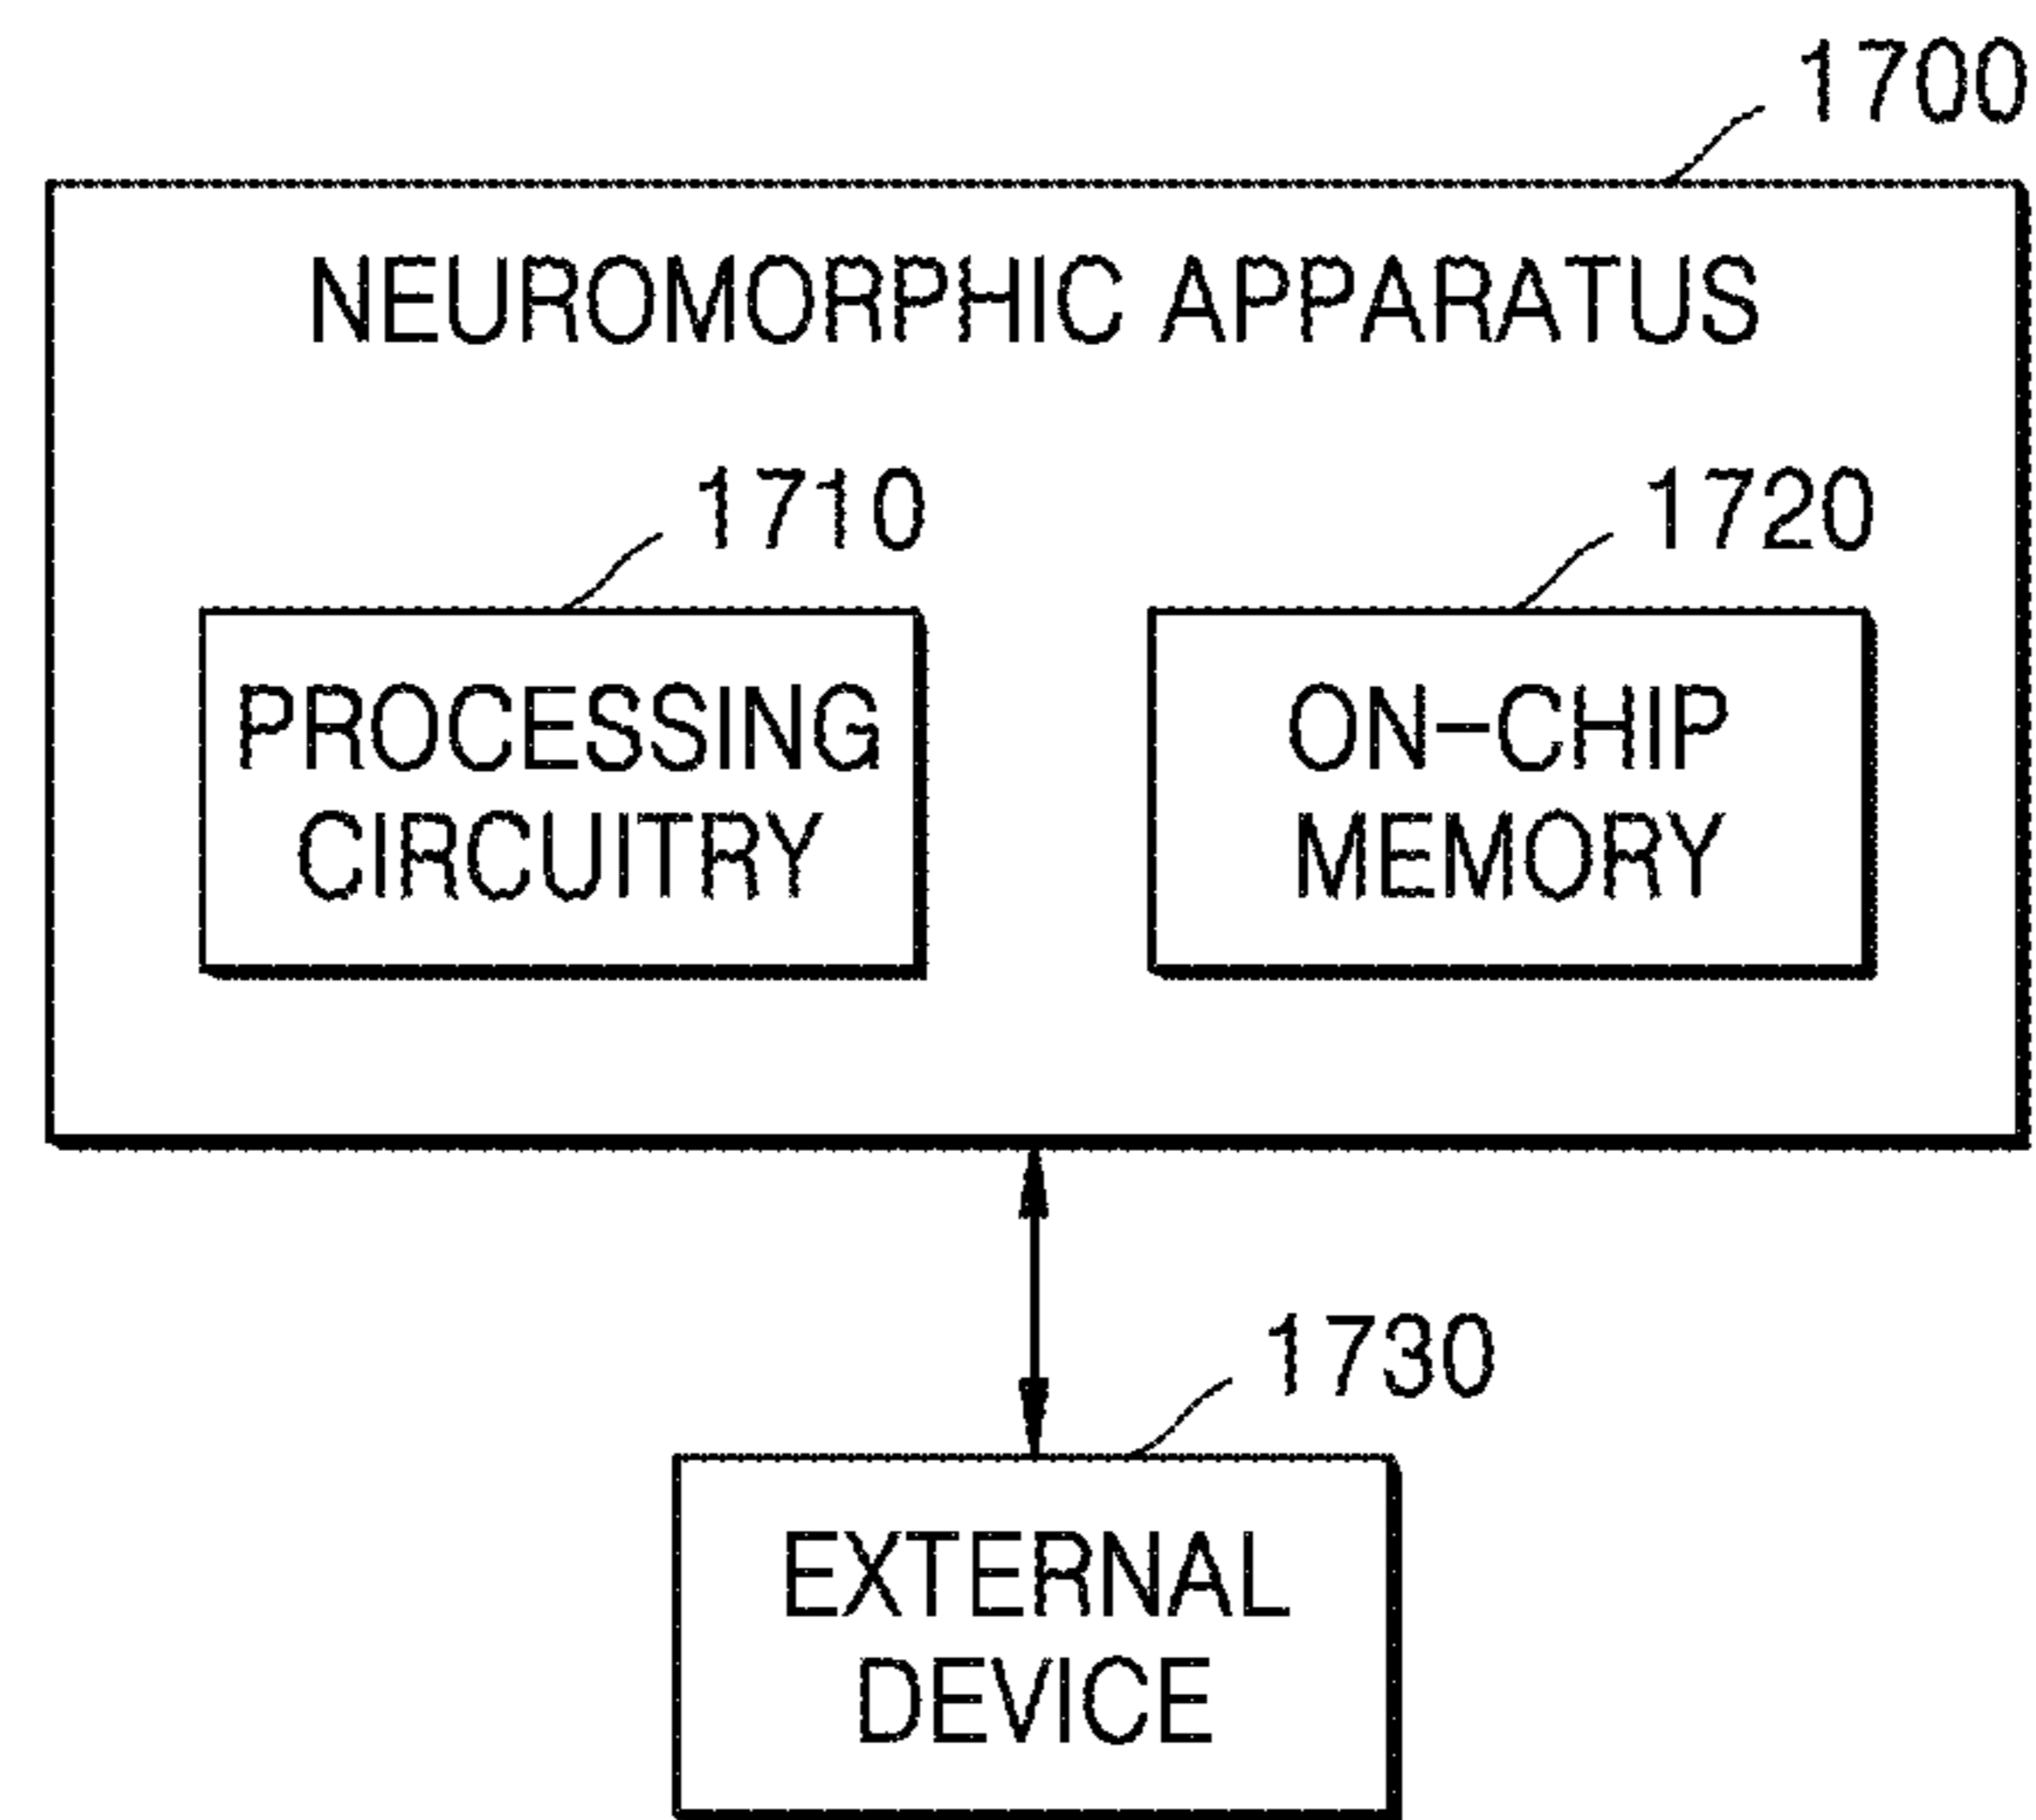 1700
NEUROMORPHIC APPARATUS
1710
1720
PROCESSING
CIRCUITRY
ON-CHIP
MEMORY
1730
EXTERNAL
DEVICE